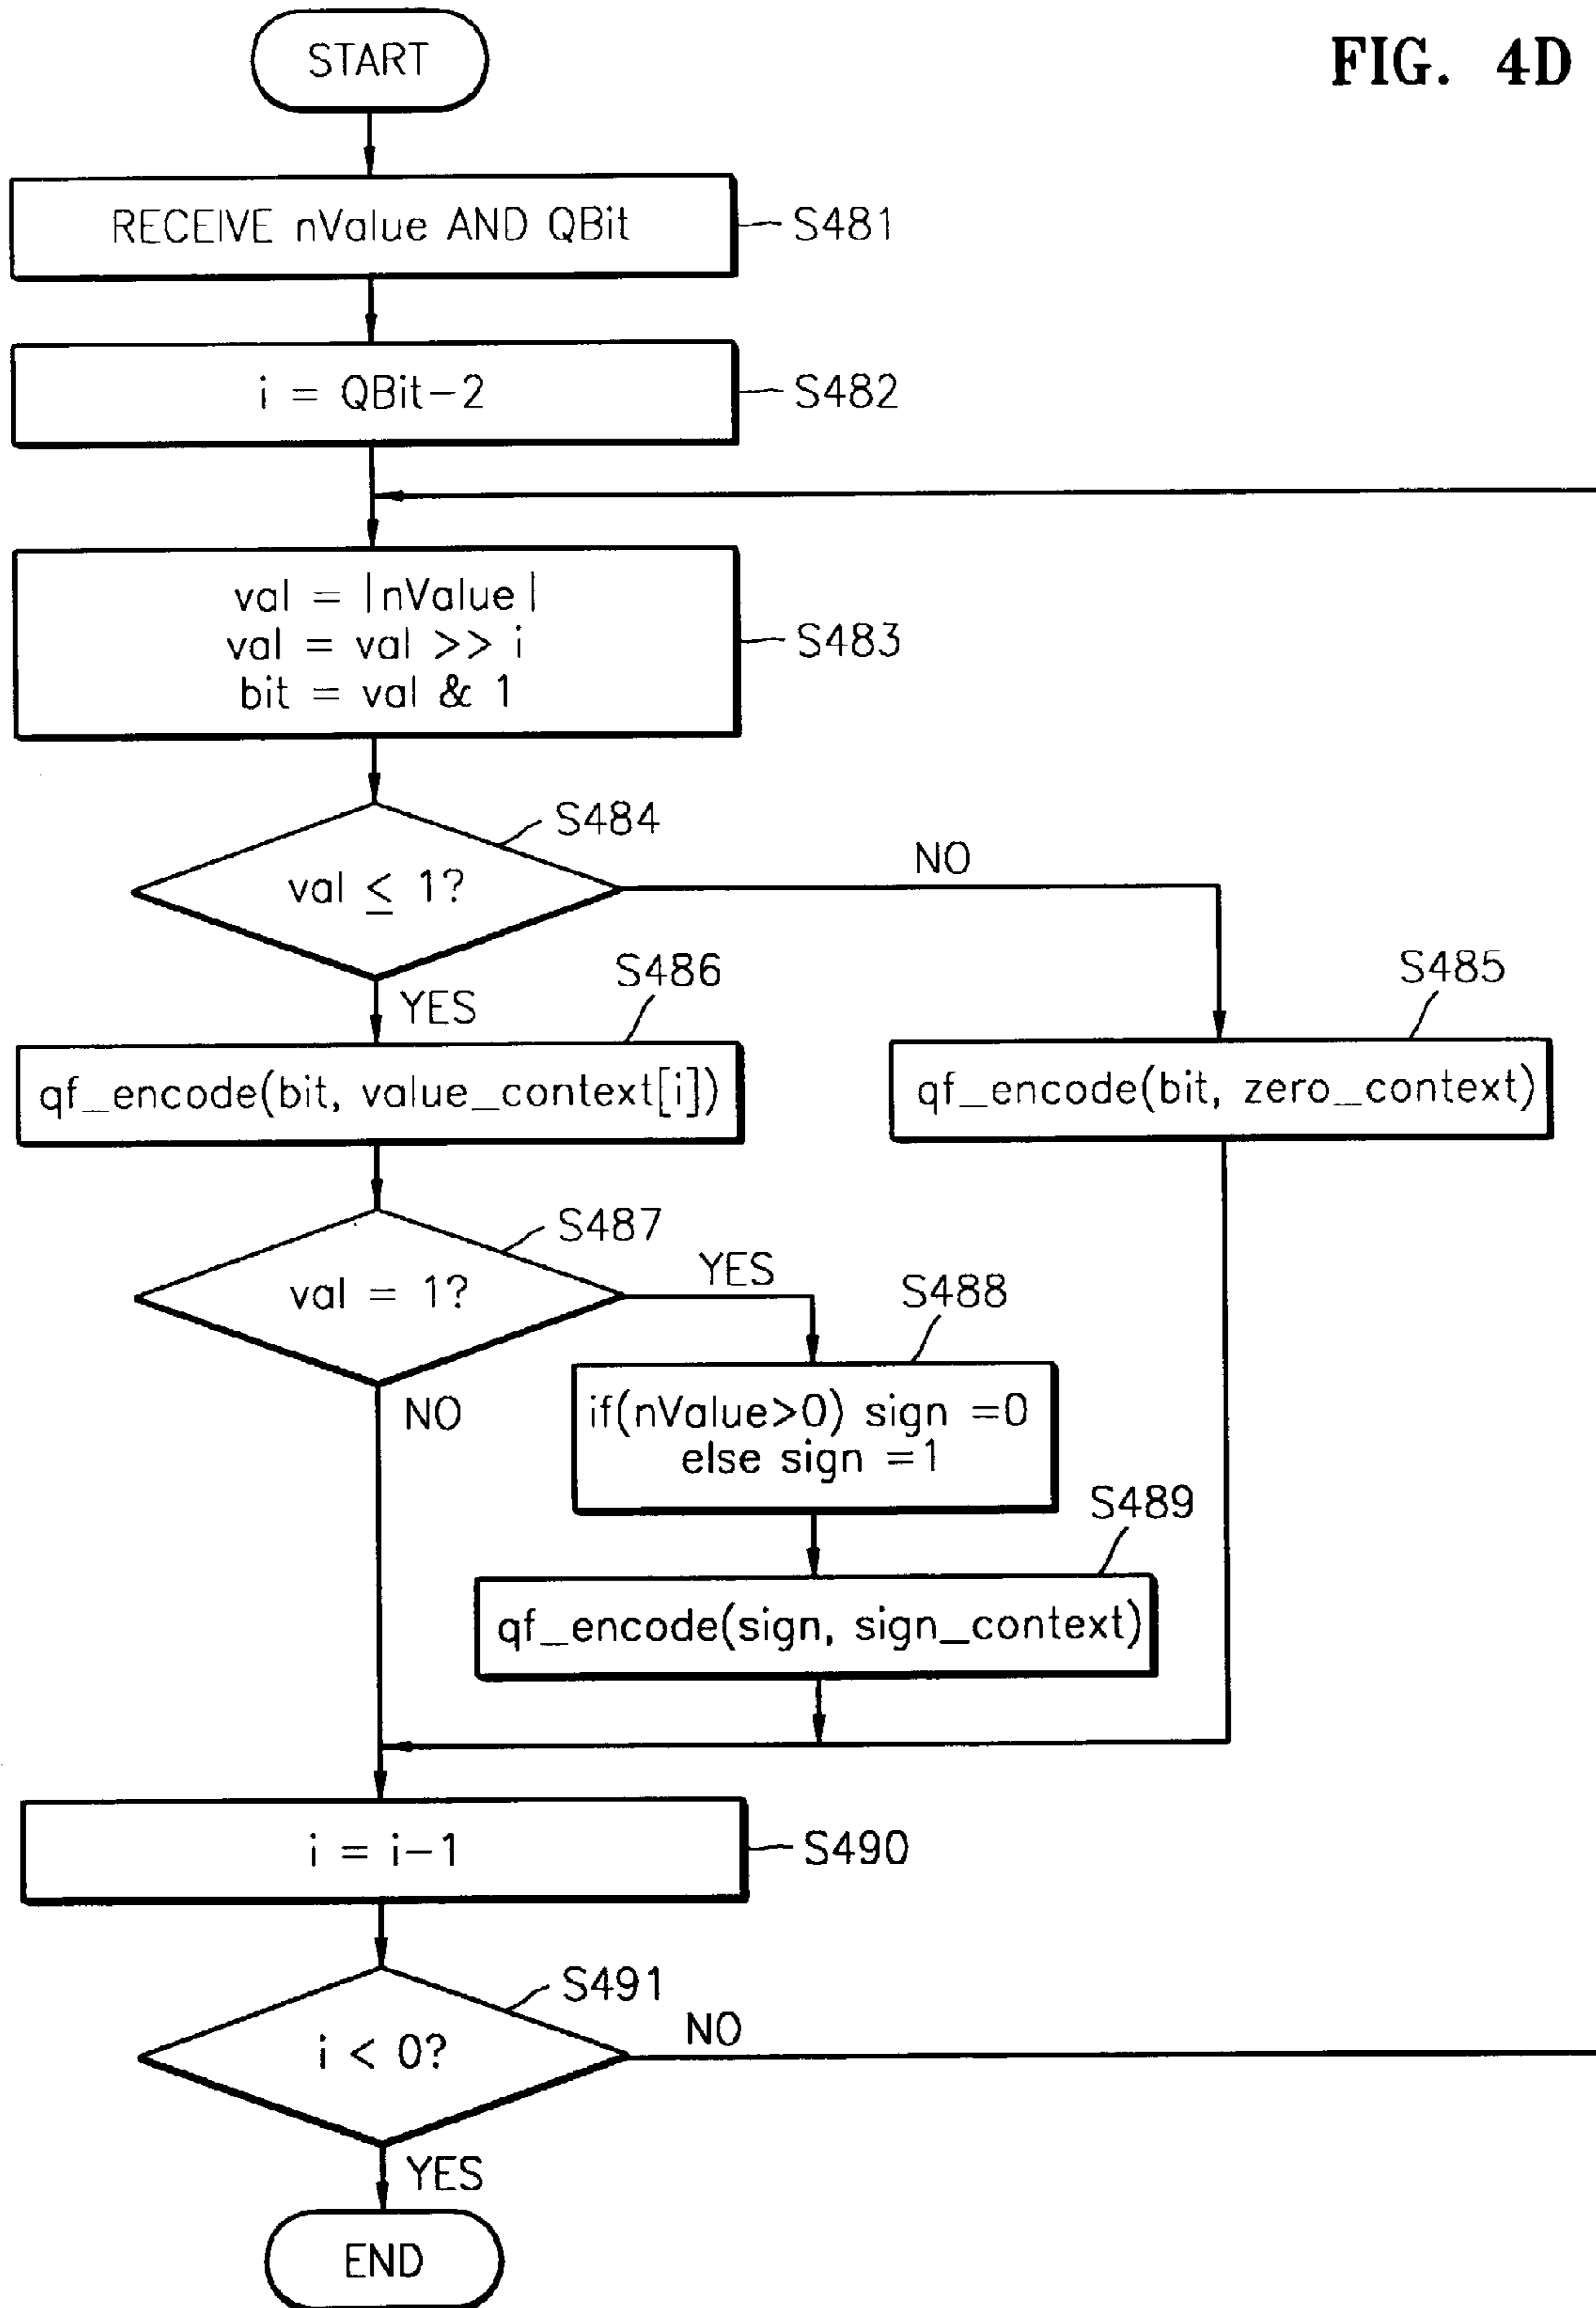 FIG. 4D
START
RECEIVE nValue AND QBit
S481
i = QBit-2
S482
val = |nValue|
val = val >> i
bit = val & 1
S483
S484
val ≤ 1?
NO
YES
S486
qf_encode(bit, value_context[i])
S485
qf_encode(bit, zero_context)
S487
val = 1?
YES
NO
S488
if(nValue>0) sign =0
else sign =1
S489
qf_encode(sign, sign_context)
i = i-1
S490
S491
i < 0?
NO
YES
END